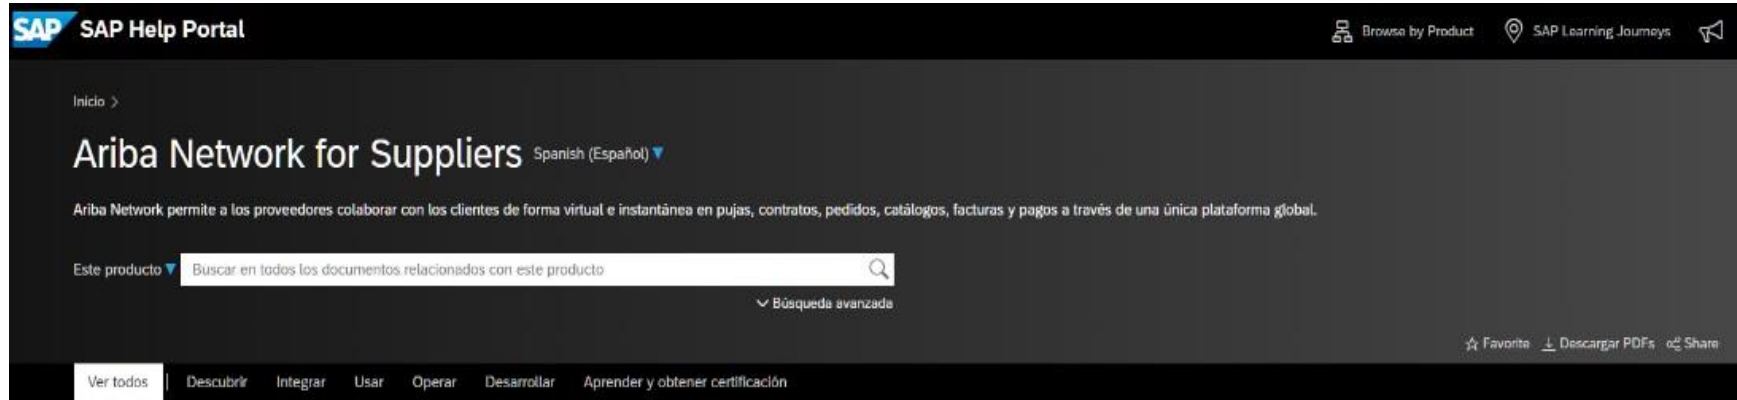 SAP SAP Help Portal Browse by Product SAP Learning Journeys
Inicio >
Ariba Network for Suppliers Spanish (Español)
Ariba Network permite a los proveedores colaborar con los clientes de forma virtual e instantánea en pujas, contratos, pedidos, catálogos, facturas y pagos a través de una única plataforma global.
Este producto Buscar en todos los documentos relacionados con este producto
Búsqueda avanzada
Favorite Descargar PDFs Share
Ver todos | Descubrir Integrar Usar Operar Desarrollar Aprender y obtener certificación